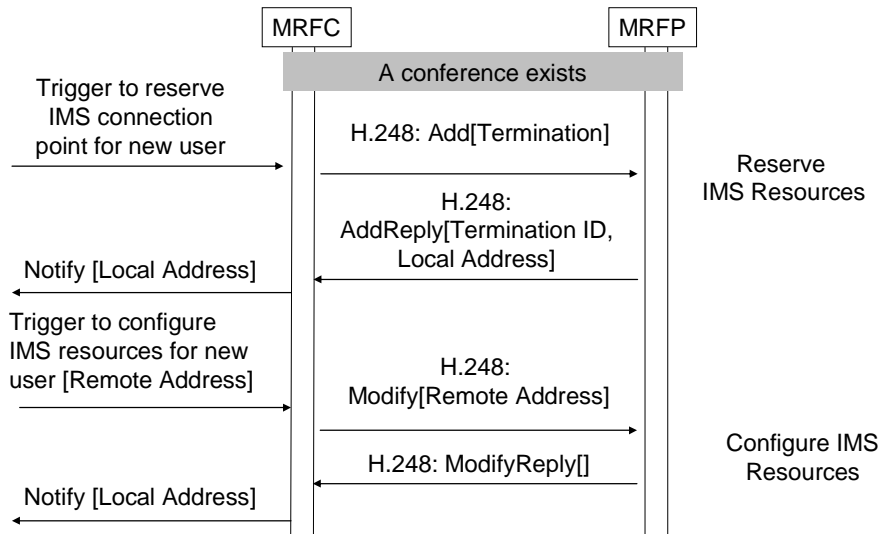 MRFC
MRFP
A conference exists
Trigger to reserve
IMS connection
point for new user
H.248: Add[Termination]
Reserve
IMS Resources
H.248:
AddReply[Termination ID,
Local Address]
Notify [Local Address]
Trigger to configure
IMS resources for new
user [Remote Address]
H.248:
Modify[Remote Address]
Configure IMS
Resources
H.248: ModifyReply[]
Notify [Local Address]